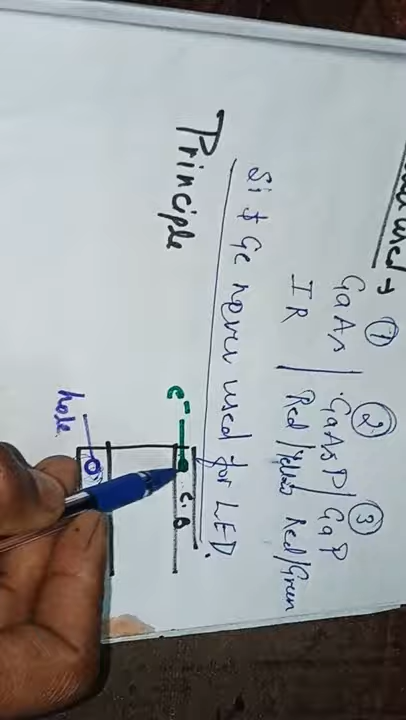 used → ① GaAs | ② GaAsP | ③ GaP
IR | Red/Yellow Red/Green
Si & Ge never used for LED.
Principle
e⁻ C.B
hole